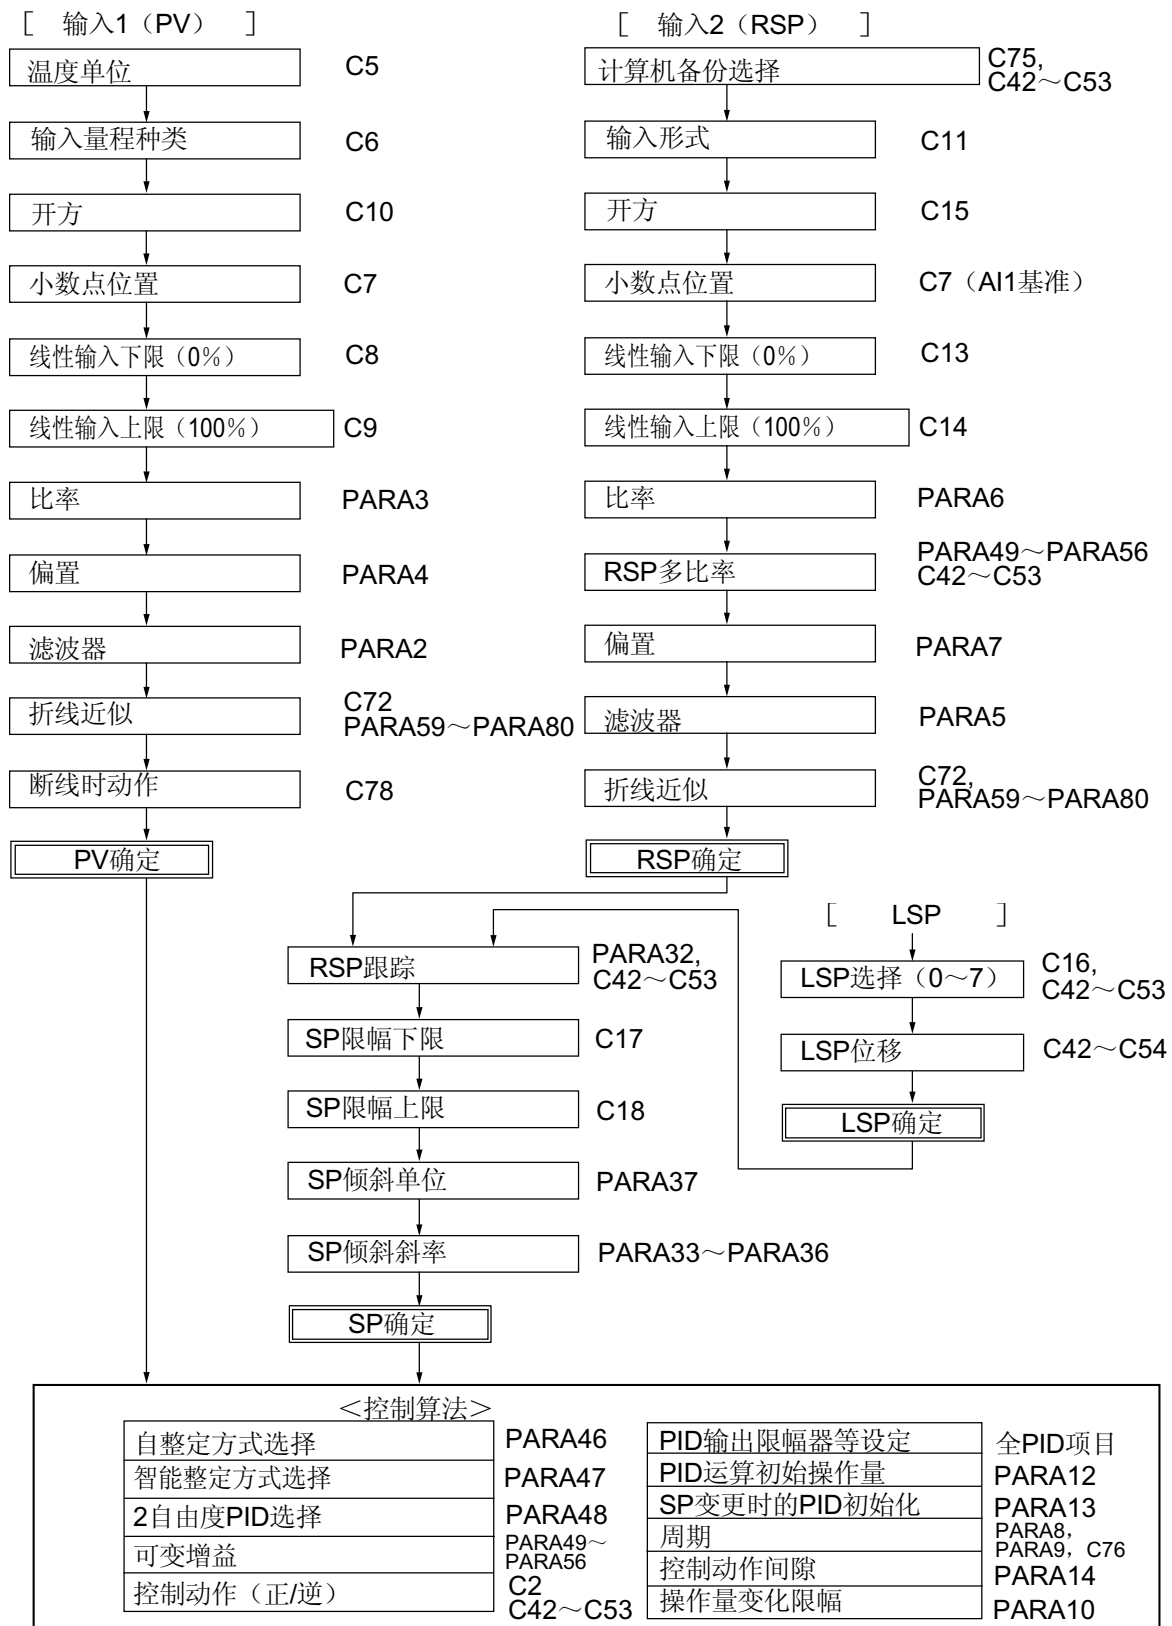 [ 输入1（PV） ]
温度单位 C5
输入量程种类 C6
开方 C10
小数点位置 C7
线性输入下限（0%） C8
线性输入上限（100%） C9
比率 PARA3
偏置 PARA4
滤波器 PARA2
折线近似 C72
PARA59～PARA80
断线时动作 C78
PV确定
[ 输入2（RSP） ]
计算机备份选择 C75,
C42～C53
输入形式 C11
开方 C15
小数点位置 C7（AI1基准）
线性输入下限（0%） C13
线性输入上限（100%） C14
比率 PARA6
RSP多比率 PARA49～PARA56
C42～C53
偏置 PARA7
滤波器 PARA5
折线近似 C72,
PARA59～PARA80
RSP确定
[ LSP ]
LSP选择（0～7） C16,
C42～C53
LSP位移 C42～C54
LSP确定
RSP跟踪 PARA32,
C42～C53
SP限幅下限 C17
SP限幅上限 C18
SP倾斜单位 PARA37
SP倾斜斜率 PARA33～PARA36
SP确定
＜控制算法＞
自整定方式选择 PARA46
智能整定方式选择 PARA47
2自由度PID选择 PARA48
可变增益 PARA49～
PARA56
控制动作（正/逆） C2
C42～C53
PID输出限幅器等设定 全PID项目
PID运算初始操作量 PARA12
SP变更时的PID初始化 PARA13
周期 PARA8,
PARA9，C76
控制动作间隙 PARA14
操作量变化限幅 PARA10